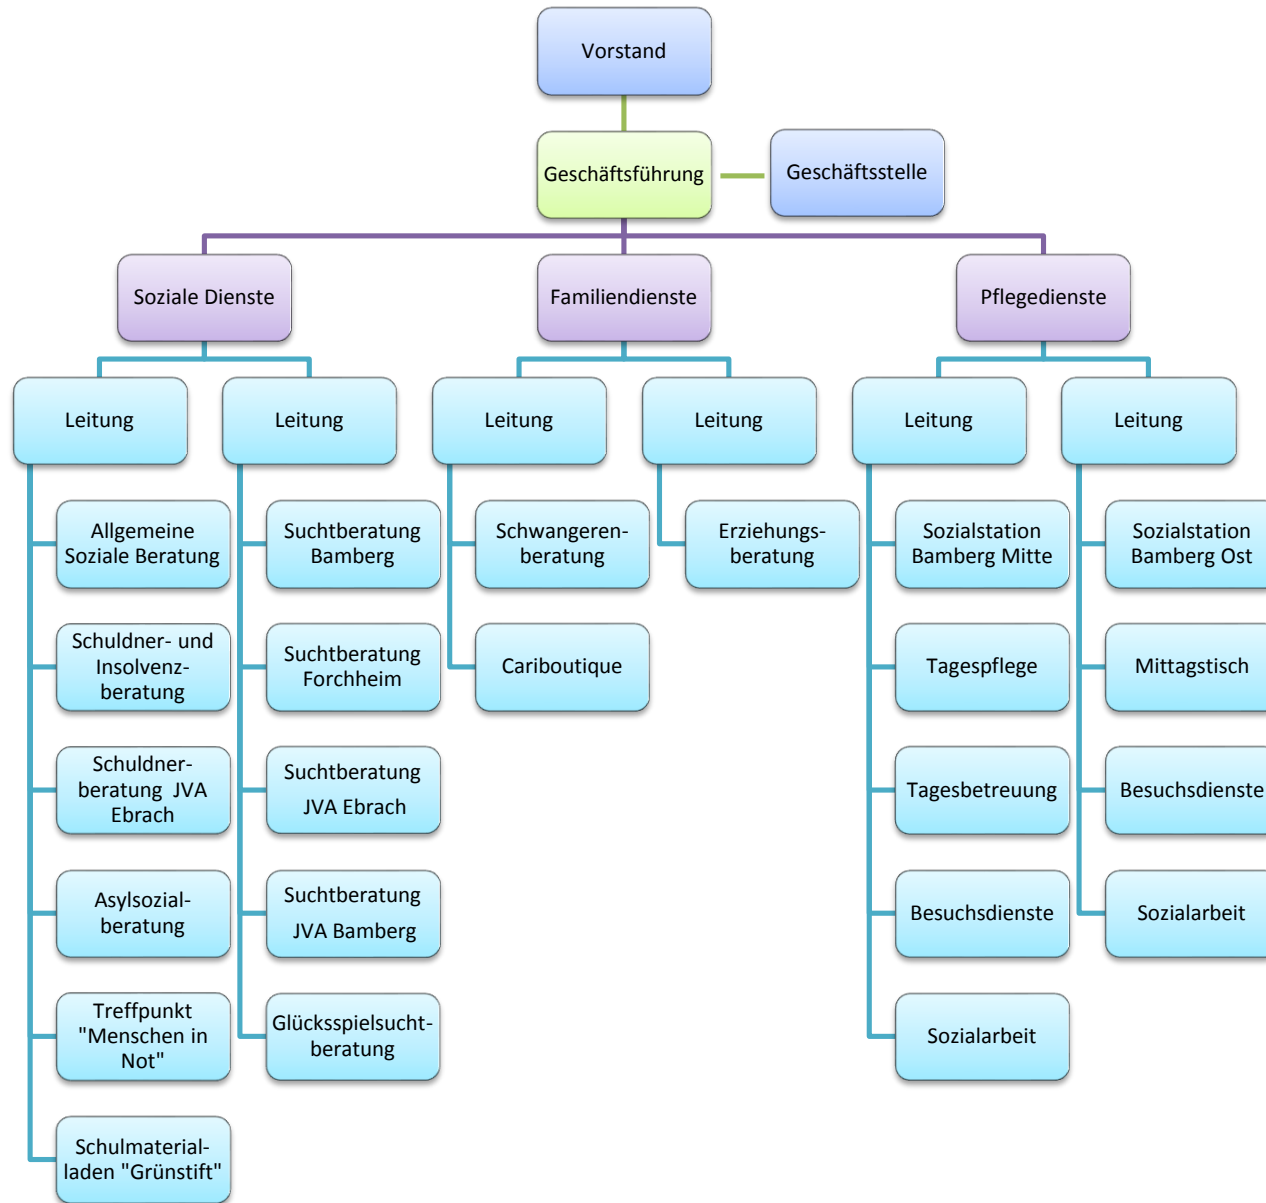 Vorstand
Geschäftsführung
Geschäftsstelle
Soziale Dienste
Familiendienste
Pflegedienste
Leitung
Leitung
Leitung
Leitung
Leitung
Leitung
Allgemeine
Soziale Beratung
Schuldner- und
Insolvenz-
beratung
Schuldner-
beratung JVA
Ebrach
Asylsozial-
beratung
Treffpunkt
"Menschen in
Not"
Schulmaterial-
laden "Grünstift"
Suchtberatung
Bamberg
Suchtberatung
Forchheim
Suchtberatung
JVA Ebrach
Suchtberatung
JVA Bamberg
Glücksspielsucht-
beratung
Schwangeren-
beratung
Cariboutique
Erziehungs-
beratung
Sozialstation
Bamberg Mitte
Tagespflege
Tagesbetreuung
Besuchsdienste
Sozialarbeit
Sozialstation
Bamberg Ost
Mittagstisch
Besuchsdienste
Sozialarbeit